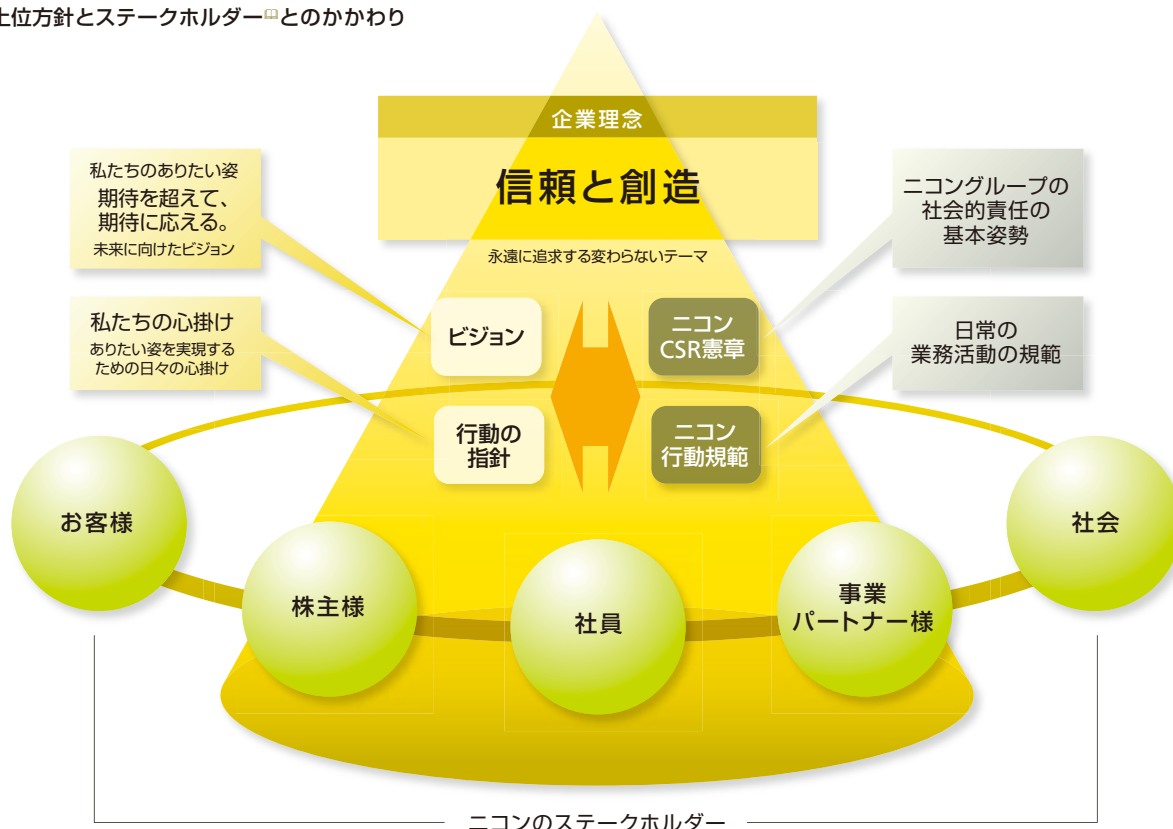 上位方針とステークホルダーとのかかわり
企業理念
信頼と創造
永遠に追求する変わらないテーマ
私たちのありたい姿
期待を超えて、
期待に応える。
未来に向けたビジョン
ニコングループの
社会的責任の
基本姿勢
私たちの心掛け
ありたい姿を実現する
ための日々の心掛け
日常の
業務活動の規範
ビジョン
ニコン
CSR憲章
行動の
指針
ニコン
行動規範
お客様
株主様
社員
事業
パートナー様
社会
ニコンのステークホルダー